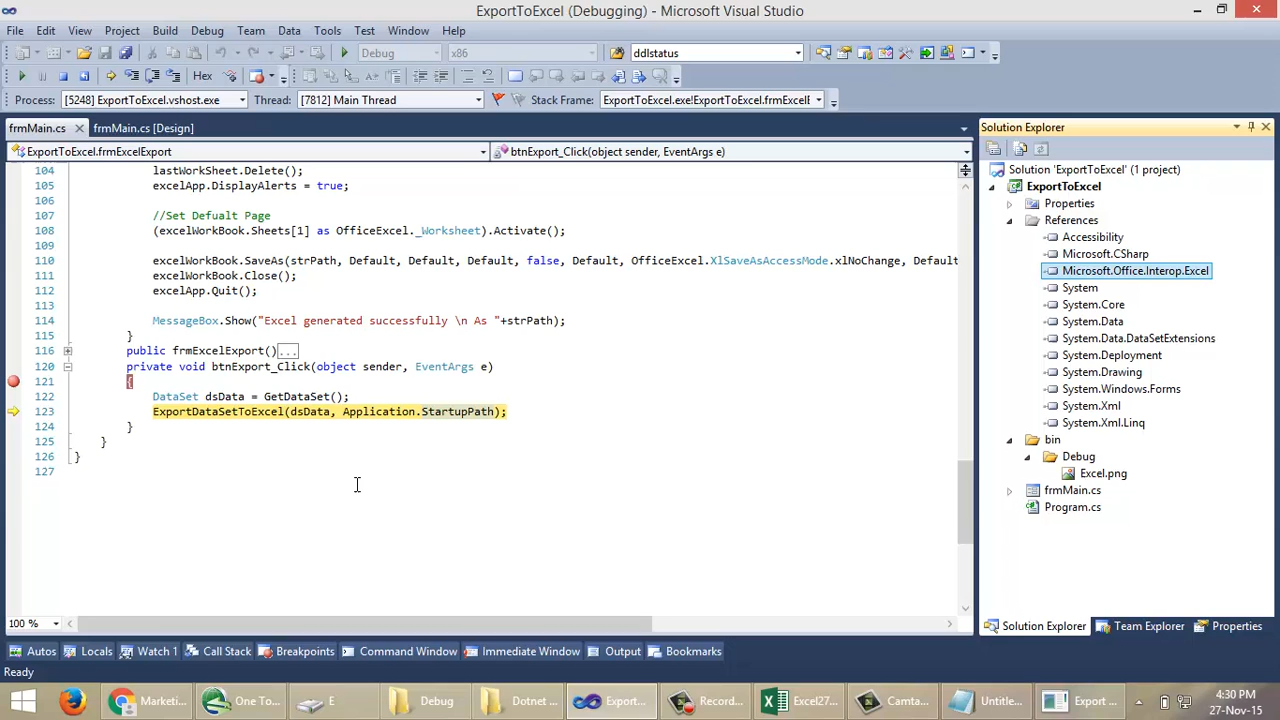 ExportToExcel (Debugging) - Microsoft Visual Studio
File Edit View Project Build Debug Team Data Tools Test Window Help
Debug x86 ddlstatus
Hex
Process: [5248] ExportToExcel.vshost.exe Thread: [7812] Main Thread Stack Frame: ExportToExcel.exe!ExportToExcel.frmExcelE
frmMain.cs frmMain.cs [Design]
ExportToExcel.frmExcelExport btnExport_Click(object sender, EventArgs e)
104 lastWorkSheet.Delete();
105 excelApp.DisplayAlerts = true;
106
107 //Set Defualt Page
108 (excelWorkBook.Sheets[1] as OfficeExcel._Worksheet).Activate();
109
110 excelWorkBook.SaveAs(strPath, Default, Default, Default, false, Default, OfficeExcel.XlSaveAsAccessMode.xlNoChange, Default
111 excelWorkBook.Close();
112 excelApp.Quit();
113
114 MessageBox.Show("Excel generated successfully \n As "+strPath);
115 }
116 public frmExcelExport()...
120 private void btnExport_Click(object sender, EventArgs e)
121 {
122 DataSet dsData = GetDataSet();
123 ExportDataSetToExcel(dsData, Application.StartupPath);
124 }
125 }
126 }
127
100 %
Solution Explorer
Solution 'ExportToExcel' (1 project)
ExportToExcel
Properties
References
Accessibility
Microsoft.CSharp
Microsoft.Office.Interop.Excel
System
System.Core
System.Data
System.Data.DataSetExtensions
System.Deployment
System.Drawing
System.Windows.Forms
System.Xml
System.Xml.Linq
bin
Debug
Excel.png
frmMain.cs
Program.cs
Solution Explorer Team Explorer Properties
Autos Locals Watch 1 Call Stack Breakpoints Command Window Immediate Window Output Bookmarks
Ready
Marketi... One To... E Debug Dotnet ... Export... Record... Excel27... Camta... Untitle... Export ...
4:30 PM
27-Nov-15